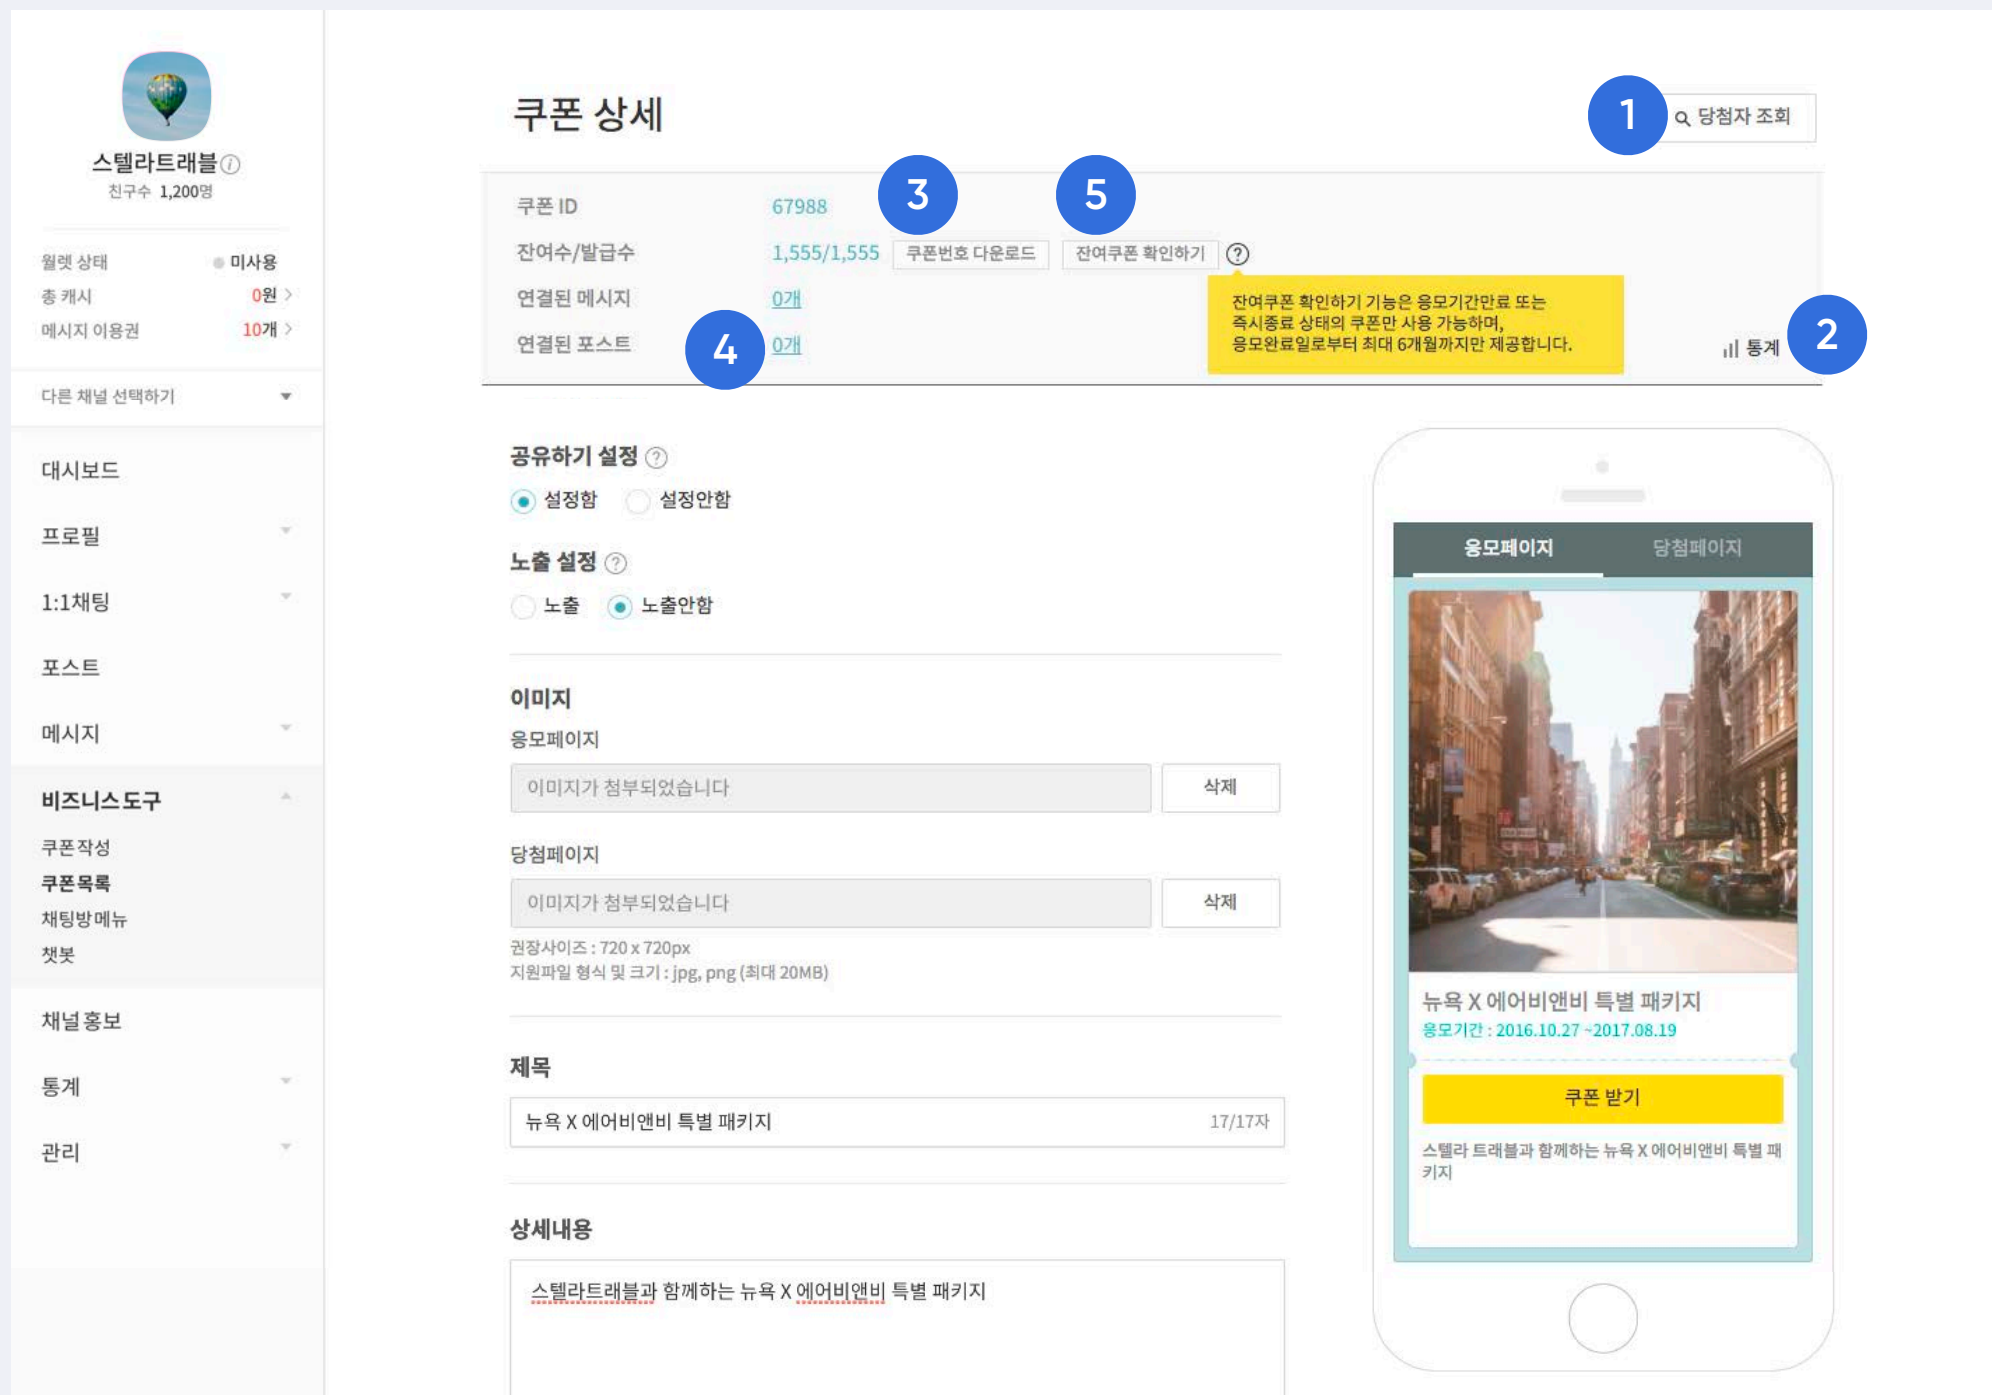 스텔라트래블
친구수 1,200명
월렛 상태 미사용
총 캐시 0원
메시지 이용권 10개
다른 채널 선택하기
대시보드
프로필
1:1채팅
포스트
메시지
비즈니스도구
쿠폰작성
쿠폰목록
채팅방메뉴
챗봇
채널홍보
통계
관리
쿠폰 상세
1
당첨자 조회
3
5
쿠폰 ID 67988
잔여수/발급수 1,555/1,555 쿠폰번호 다운로드 잔여쿠폰 확인하기 ?
연결된 메시지 0개
연결된 포스트 4 0개
잔여쿠폰 확인하기 기능은 응모기간만료 또는
즉시종료 상태의 쿠폰만 사용 가능하며,
응모완료일로부터 최대 6개월까지만 제공합니다.
통계 2
공유하기 설정 ?
설정함 설정안함
노출 설정 ?
노출 노출안함
이미지
응모페이지
이미지가 첨부되었습니다 삭제
당첨페이지
이미지가 첨부되었습니다 삭제
권장사이즈 : 720 x 720px
지원파일 형식 및 크기 : jpg, png (최대 20MB)
제목
뉴욕 X 에어비앤비 특별 패키지 17/17자
상세내용
스텔라트래블과 함께하는 뉴욕 X 에어비앤비 특별 패키지
응모페이지 당첨페이지
뉴욕 X 에어비앤비 특별 패키지
응모기간 : 2016.10.27 ~2017.08.19
쿠폰 받기
스텔라 트래블과 함께하는 뉴욕 X 에어비앤비 특별 패
키지